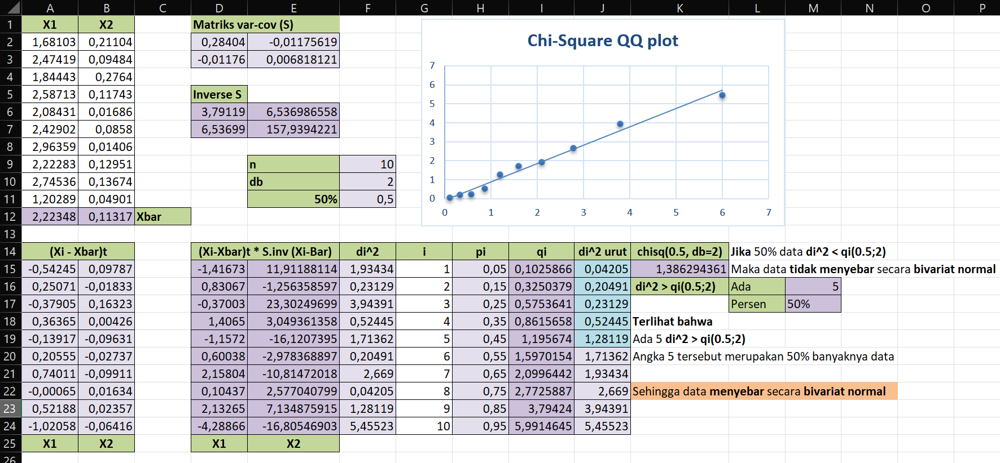 A B C D E F G H I J K L M N O P
1 X1 X2 Matriks var-cov (S)
2 1,68103 0,21104 0,28404 -0,01175619
3 2,47419 0,09484 -0,01176 0,006818121
4 1,84443 0,2764
5 2,58713 0,11743 Inverse S
6 2,08431 0,01686 3,79119 6,536986558
7 2,42902 0,0858 6,53699 157,9394221
8 2,96359 0,01406
9 2,22283 0,12951 n 10
10 2,74536 0,13674 db 2
11 1,20289 0,04901 50% 0,5
12 2,22348 0,11317 Xbar
13
Chi-Square QQ plot
7
6
5
4
3
2
1
0
0 1 2 3 4 5 6 7
14 (Xi - Xbar)t (Xi-Xbar)t * S.inv (Xi-Bar) di^2 i pi qi di^2 urut chisq(0.5, db=2) Jika 50% data di^2 < qi(0.5;2)
15 -0,54245 0,09787 -1,41673 11,91188114 1,93434 1 0,05 0,1025866 0,04205 1,386294361 Maka data tidak menyebar secara bivariat normal
16 0,25071 -0,01833 0,83067 -1,256358597 0,23129 2 0,15 0,3250379 0,20491 di^2 > qi(0.5;2) Ada 5
17 -0,37905 0,16323 -0,37003 23,30249699 3,94391 3 0,25 0,5753641 0,23129 Persen 50%
18 0,36365 0,00426 1,4065 3,049361358 0,52445 4 0,35 0,8615658 0,52445 Terlihat bahwa
19 -0,13917 -0,09631 -1,1572 -16,1207395 1,71362 5 0,45 1,195674 1,28119 Ada 5 di^2 > qi(0.5;2)
20 0,20555 -0,02737 0,60038 -2,978368897 0,20491 6 0,55 1,5970154 1,71362 Angka 5 tersebut merupakan 50% banyaknya data
21 0,74011 -0,09911 2,15804 -10,81472018 2,669 7 0,65 2,0996442 1,93434
22 -0,00065 0,01634 0,10437 2,577040799 0,04205 8 0,75 2,7725887 2,669 Sehingga data menyebar secara bivariat normal
23 0,52188 0,02357 2,13265 7,134875915 1,28119 9 0,85 3,79424 3,94391
24 -1,02058 -0,06416 -4,28866 -16,80546903 5,45523 10 0,95 5,9914645 5,45523
25 X1 X2 X1 X2
26